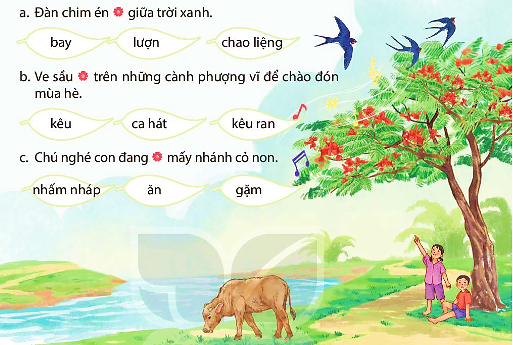 a. Đàn chim én giữa trời xanh.
bay lượn chao liệng
b. Ve sầu trên những cành phượng vĩ để chào đón
mùa hè.
kêu ca hát kêu ran
c. Chú nghé con đang mấy nhánh cỏ non.
nhấm nháp ăn gặm